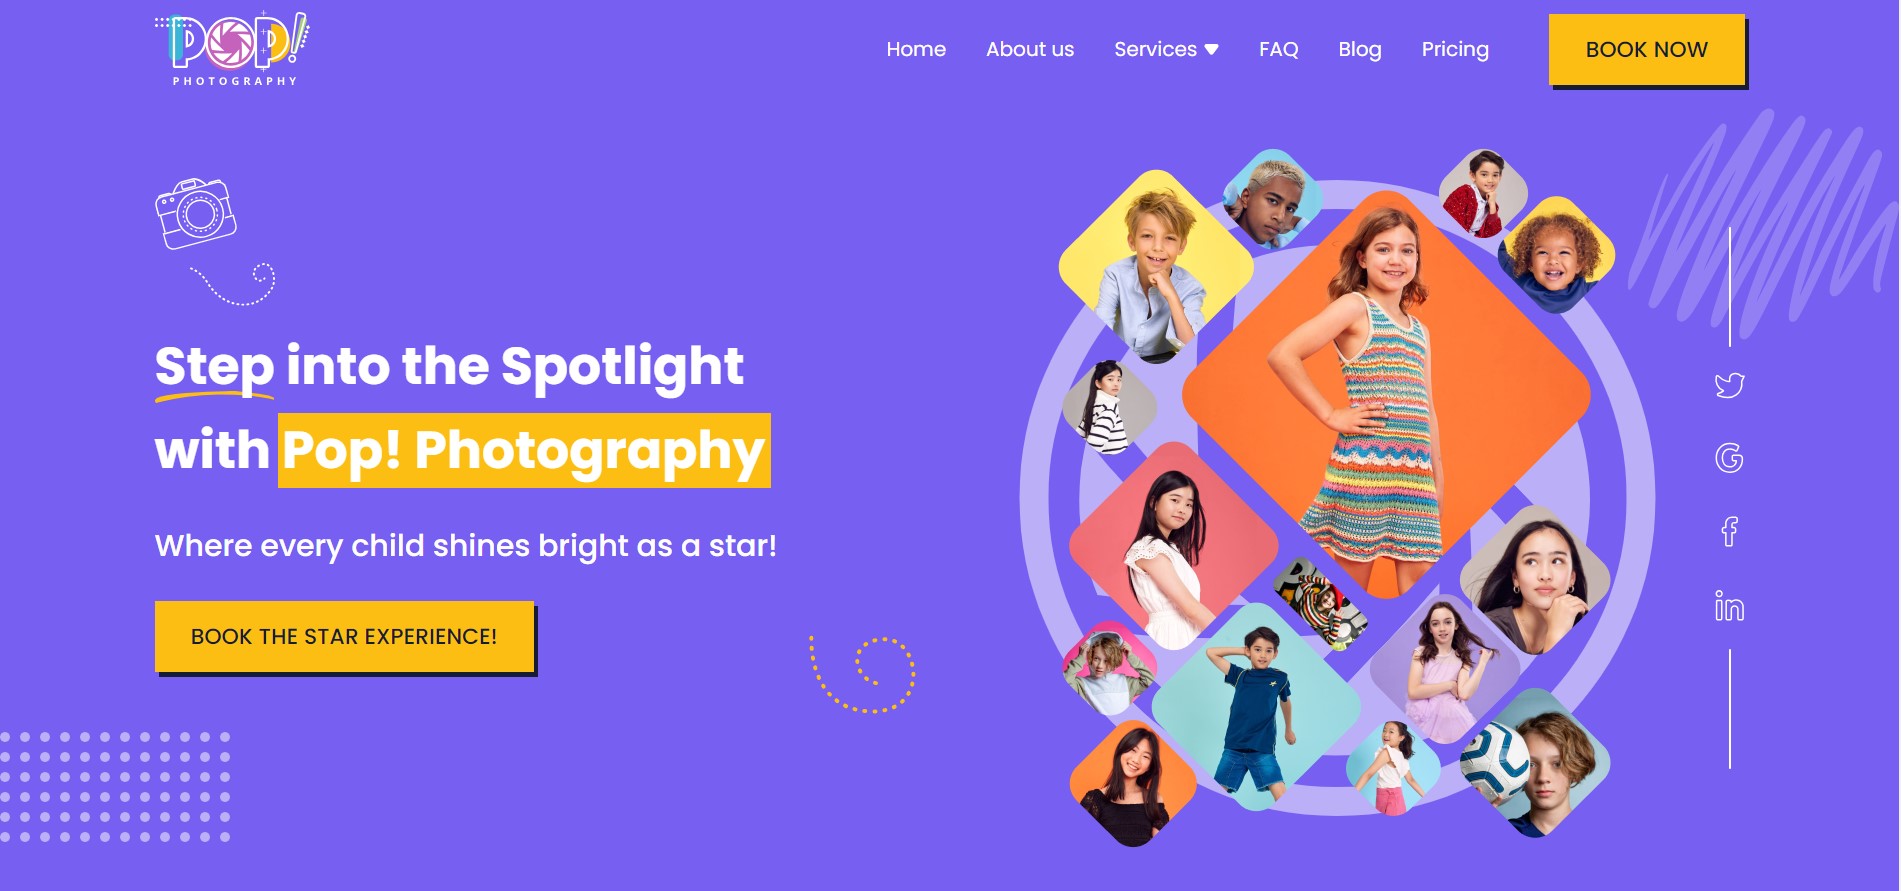 POP!
PHOTOGRAPHY
Home
About us
Services
FAQ
Blog
Pricing
BOOK NOW
Step into the Spotlight
with Pop! Photography
Where every child shines bright as a star!
BOOK THE STAR EXPERIENCE!